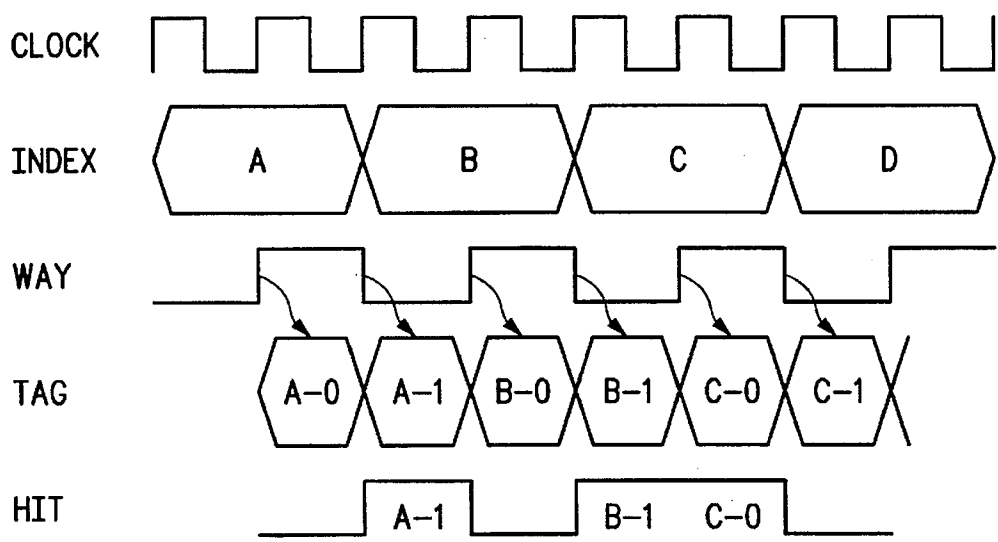 CLOCK
INDEX A B C D
WAY
TAG A-0 A-1 B-0 B-1 C-0 C-1
HIT A-1 B-1 C-0